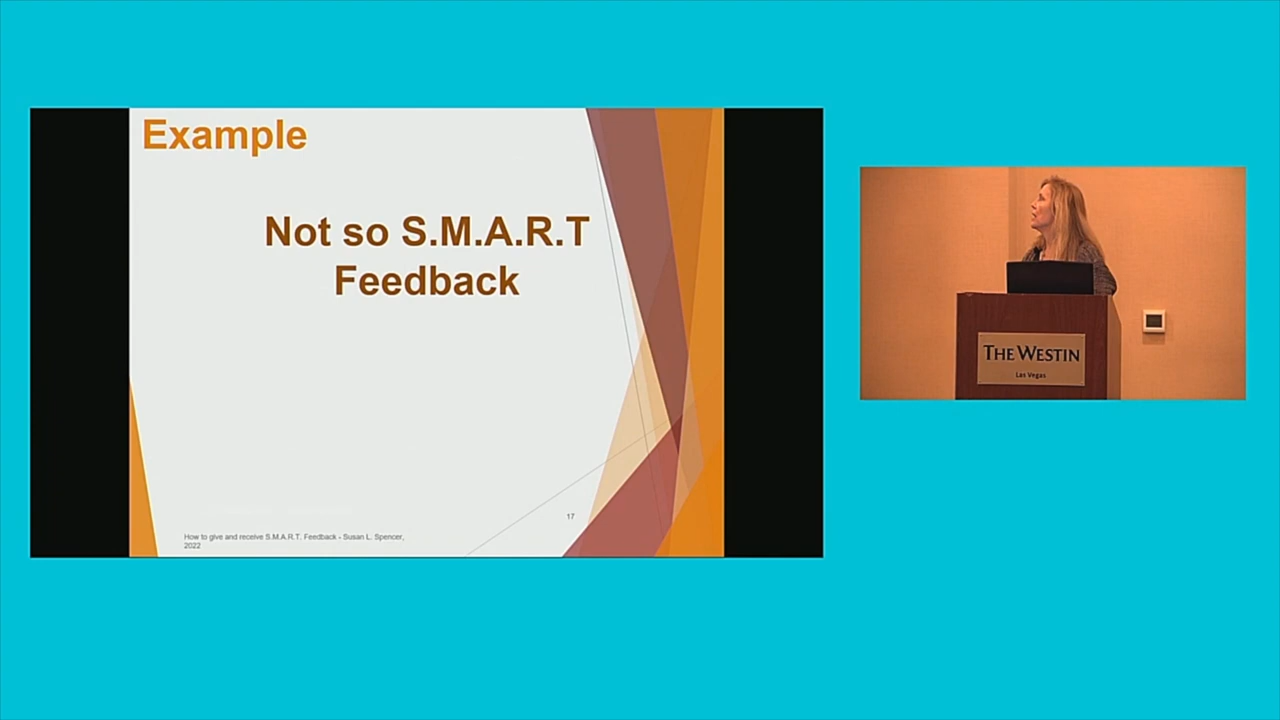 Example
Not so S.M.A.R.T
Feedback
17
How to give and receive S.M.A.R.T. Feedback - Susan L. Spencer,
2022
THE WESTIN
Las Vegas